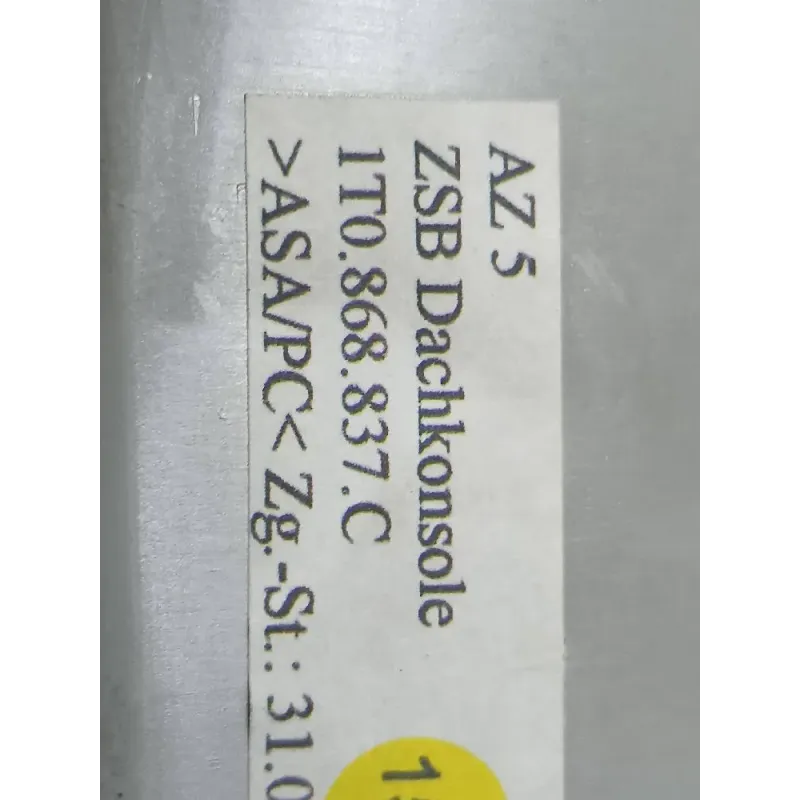 AZ 5
ZSB Dachkonsole
1T0.868.837.C
>ASA/PC< Zg.-St.: 31.0